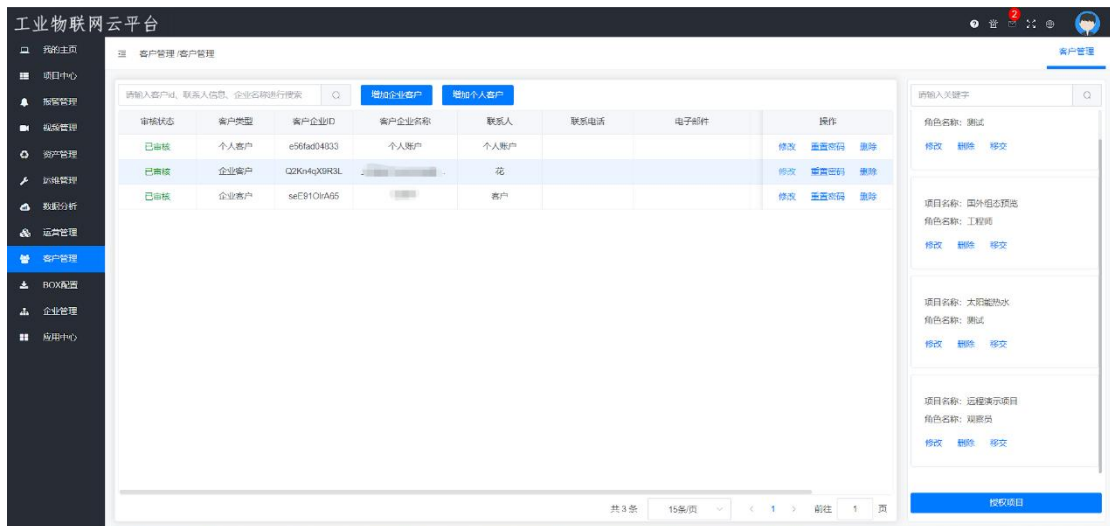 工业物联网云平台
2
我的主页
客户管理 /客户管理
客户管理
项目中心
报警管理
视频管理
资产管理
运维管理
数据分析
运营管理
客户管理
BOX配置
企业管理
应用中心
请输入客户id、联系人信息、企业名称进行搜索
增加企业客户
增加个人客户
审核状态 客户类型 客户企业ID 客户企业名称 联系人 联系电话 电子邮件 操作
已审核 个人客户 e56fad04833 个人账户 个人账户 修改 重置密码 删除
已审核 企业客户 Q2Kn4qX9R3L 花 修改 重置密码 删除
已审核 企业客户 seE91OlrA65 客户 修改 重置密码 删除
共 3 条 15条/页 1 前往 1 页
请输入关键字
角色名称：测试
修改 删除 移交
项目名称：国外组态预览
角色名称：工程师
修改 删除 移交
项目名称：太阳能热水
角色名称：测试
修改 删除 移交
项目名称：远程演示项目
角色名称：观察员
修改 删除 移交
授权项目